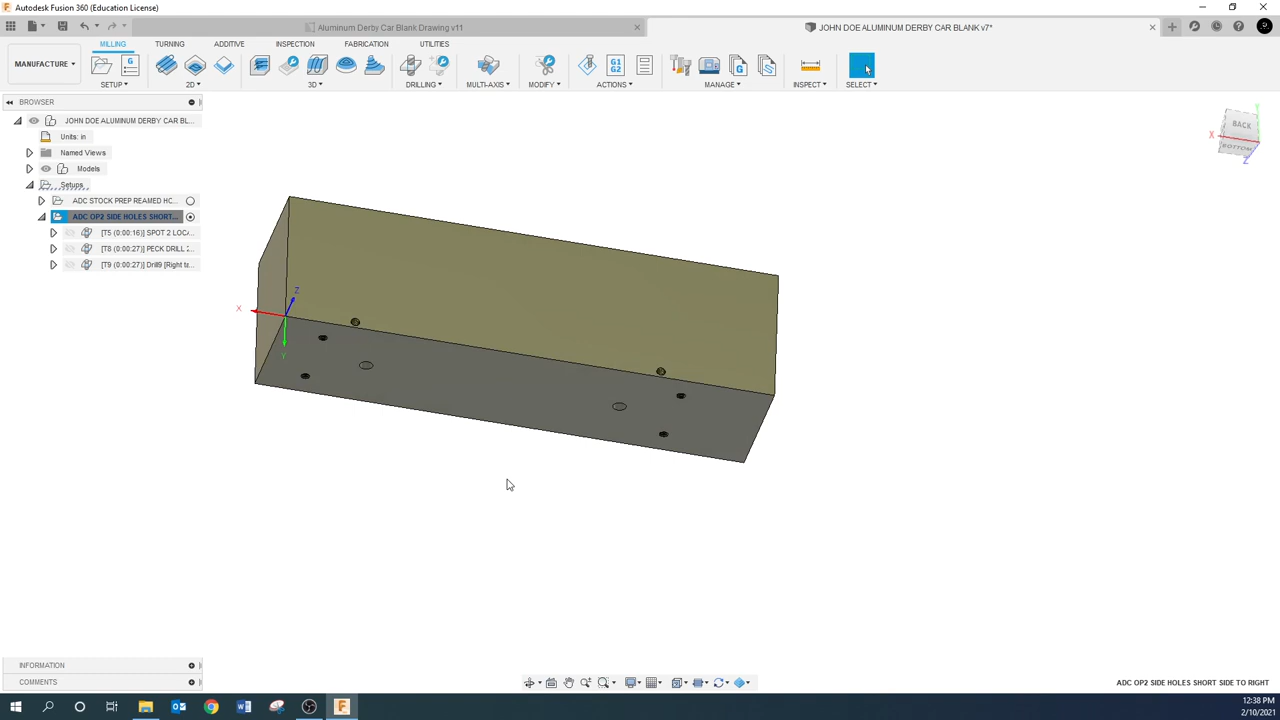 Autodesk Fusion 360 (Education License)
Aluminum Derby Car Blank Drawing v11
JOHN DOE ALUMINUM DERBY CAR BLANK v7*
MILLING TURNING ADDITIVE INSPECTION FABRICATION UTILITIES
MANUFACTURE
G1
G2
SETUP 2D 3D DRILLING MULTI-AXIS MODIFY ACTIONS MANAGE INSPECT SELECT
BROWSER
JOHN DOE ALUMINUM DERBY CAR BL...
Units: in
Named Views
Models
Setups
ADC STOCK PREP REAMED HC...
ADC OP2 SIDE HOLES SHORT...
[T5 (0:00:16)] SPOT 2 LOCA...
[T8 (0:00:27)] PECK DRILL 2...
[T9 (0:00:27)] Drill9 [Right ta...
BACK
BOTTOM
X
Y
Z
X
Z
Y
INFORMATION
COMMENTS
ADC OP2 SIDE HOLES SHORT SIDE TO RIGHT
12:38 PM
2/10/2021